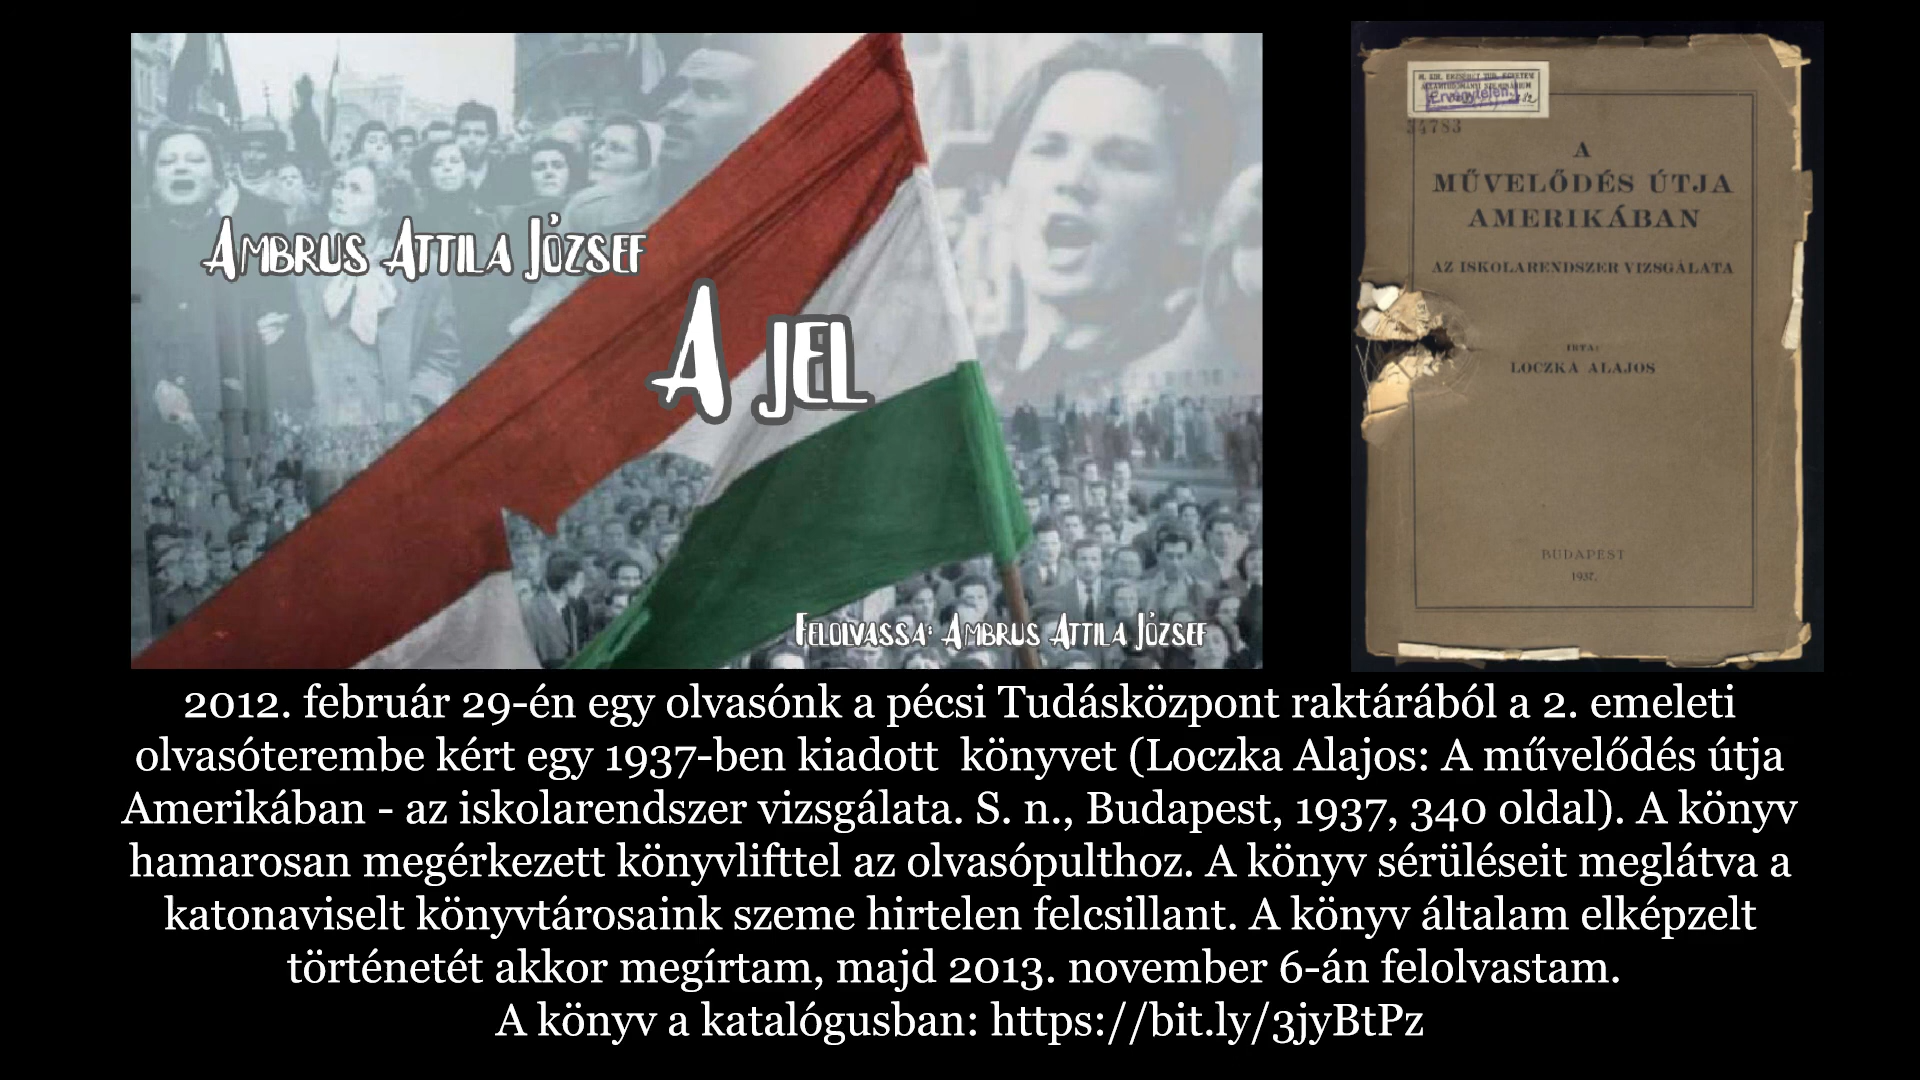 AMBRUS ATTILA JÓZSEF
A JEL
FELOLVASSA: AMBRUS ATTILA JÓZSEF
Érvénytelen
34783
A
MŰVELŐDÉS ÚTJA
AMERIKÁBAN
AZ ISKOLARENDSZER VIZSGÁLATA
IRTA:
LOCZKA ALAJOS
BUDAPEST
1937.
2012. február 29-én egy olvasónk a pécsi Tudásközpont raktárából a 2. emeleti
olvasóterembe kért egy 1937-ben kiadott könyvet (Loczka Alajos: A művelődés útja
Amerikában - az iskolarendszer vizsgálata. S. n., Budapest, 1937, 340 oldal). A könyv
hamarosan megérkezett könyvlifttel az olvasópulthoz. A könyv sérüléseit meglátva a
katonaviselt könyvtárosaink szeme hirtelen felcsillant. A könyv általam elképzelt
történetét akkor megírtam, majd 2013. november 6-án felolvastam.
A könyv a katalógusban: https://bit.ly/3jyBtPz